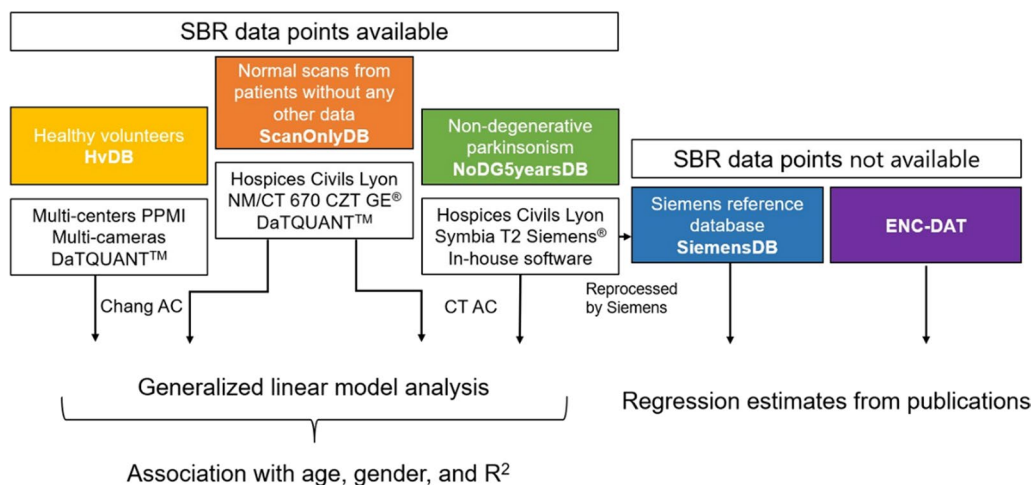 SBR data points available
Normal scans from
patients without any
other data
ScanOnlyDB
Healthy volunteers
HvDB
Non-degenerative
parkinsonism
NoDG5yearsDB
SBR data points not available
Multi-centers PPMI
Multi-cameras
DaTQUANT™
Hospices Civils Lyon
NM/CT 670 CZT GE®
DaTQUANT™
Hospices Civils Lyon
Symbia T2 Siemens®
In-house software
Siemens reference
database
SiemensDB
ENC-DAT
Chang AC
CT AC
Reprocessed
by Siemens
Generalized linear model analysis
Regression estimates from publications
Association with age, gender, and R²